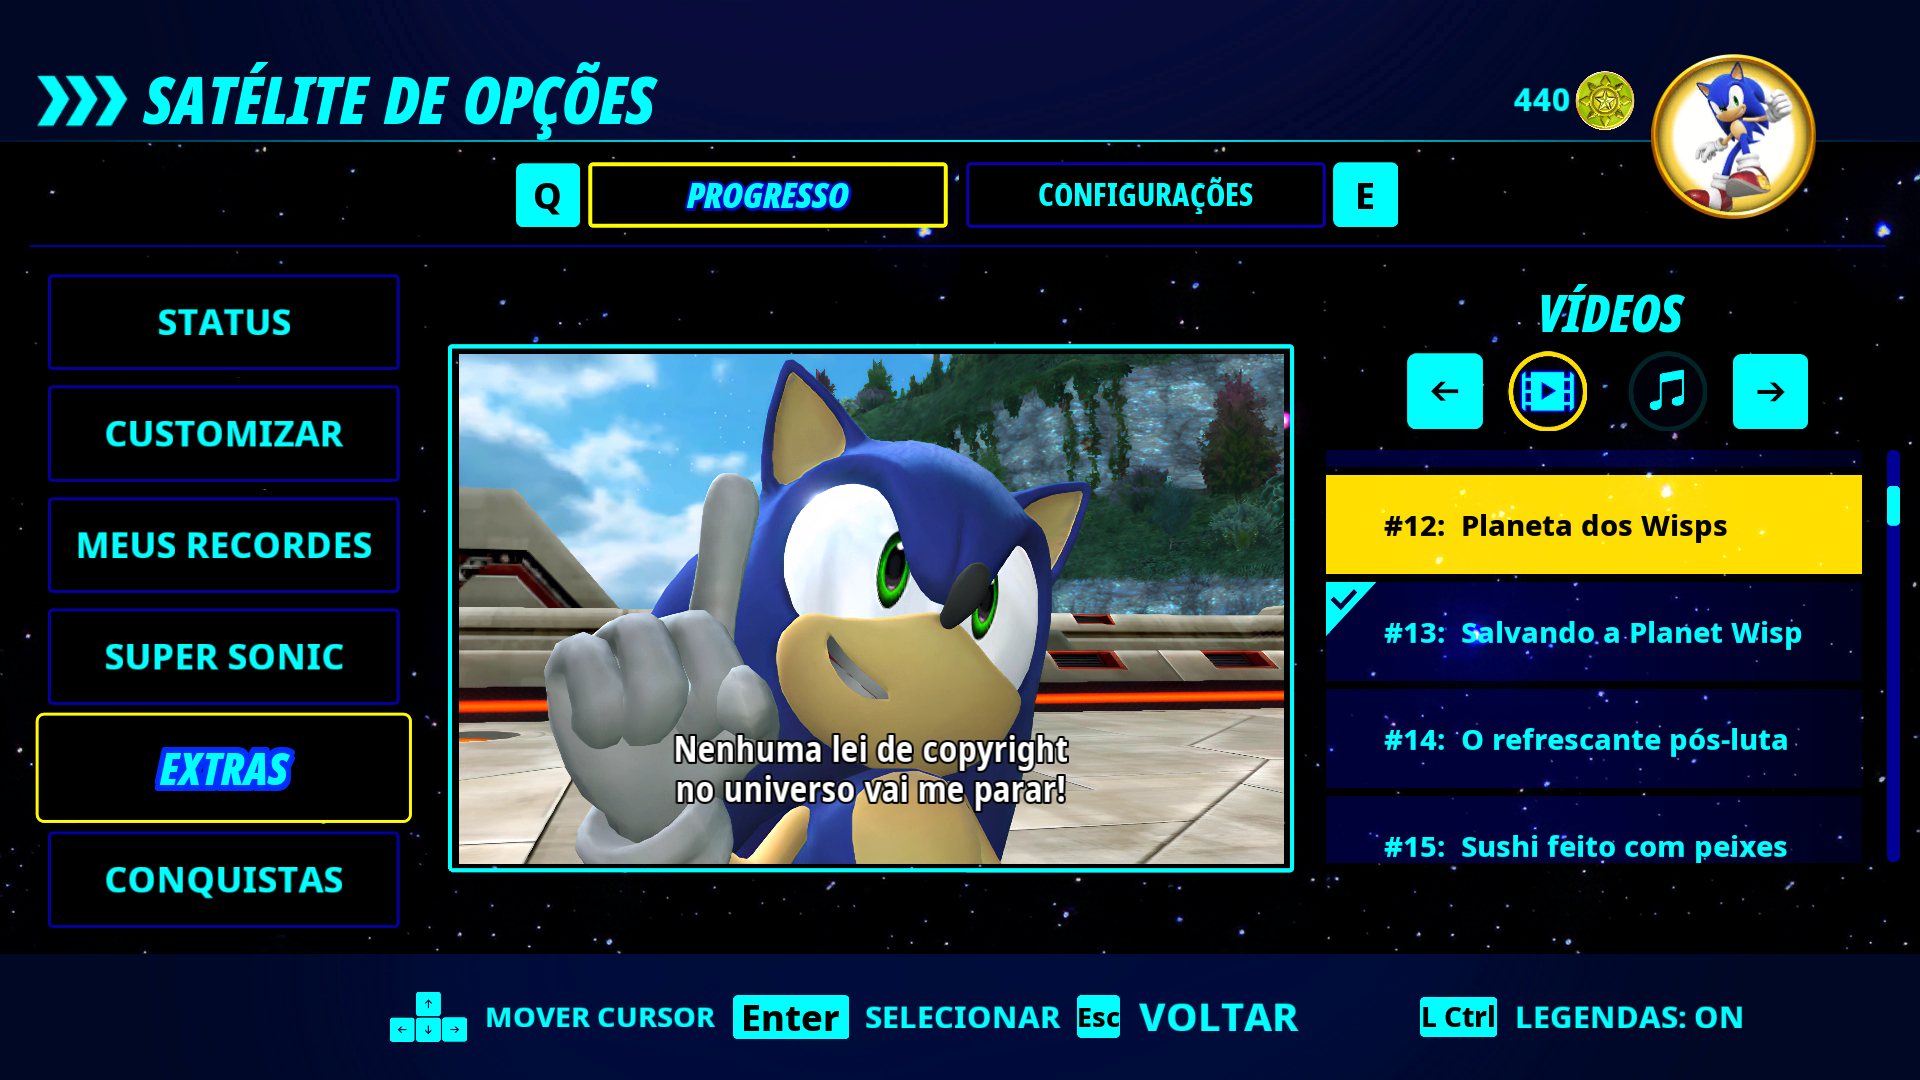 SATÉLITE DE OPÇÕES
440
Q
PROGRESSO
CONFIGURAÇÕES
E
STATUS
CUSTOMIZAR
MEUS RECORDES
SUPER SONIC
EXTRAS
CONQUISTAS
Nenhuma lei de copyright
no universo vai me parar!
VÍDEOS
#12: Planeta dos Wisps
#13: Salvando a Planet Wisp
#14: O refrescante pós-luta
#15: Sushi feito com peixes
MOVER CURSOR
Enter SELECIONAR
Esc VOLTAR
L Ctrl LEGENDAS: ON